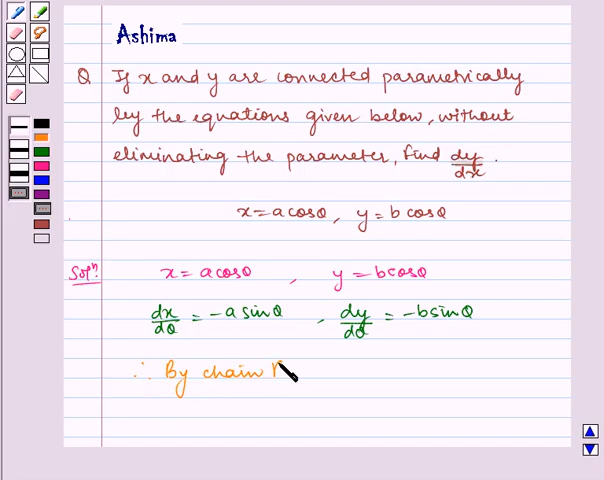 Ashima
Q If x and y are connected parametrically
by the equations given below, without
eliminating the parameter, find dy/dx.
x = a cosθ, y = b cosθ
Solⁿ x = a cosθ , y = b cosθ
dx/dθ = -a sinθ , dy/dθ = -b sinθ
∴ By chain